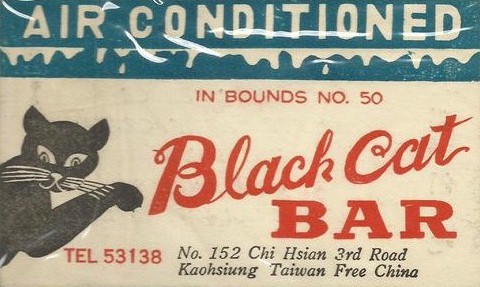 AIR CONDITIONED
IN BOUNDS NO. 50
Black Cat
BAR
TEL 53138
No. 152 Chi Hsian 3rd Road
Kaohsiung Taiwan Free China